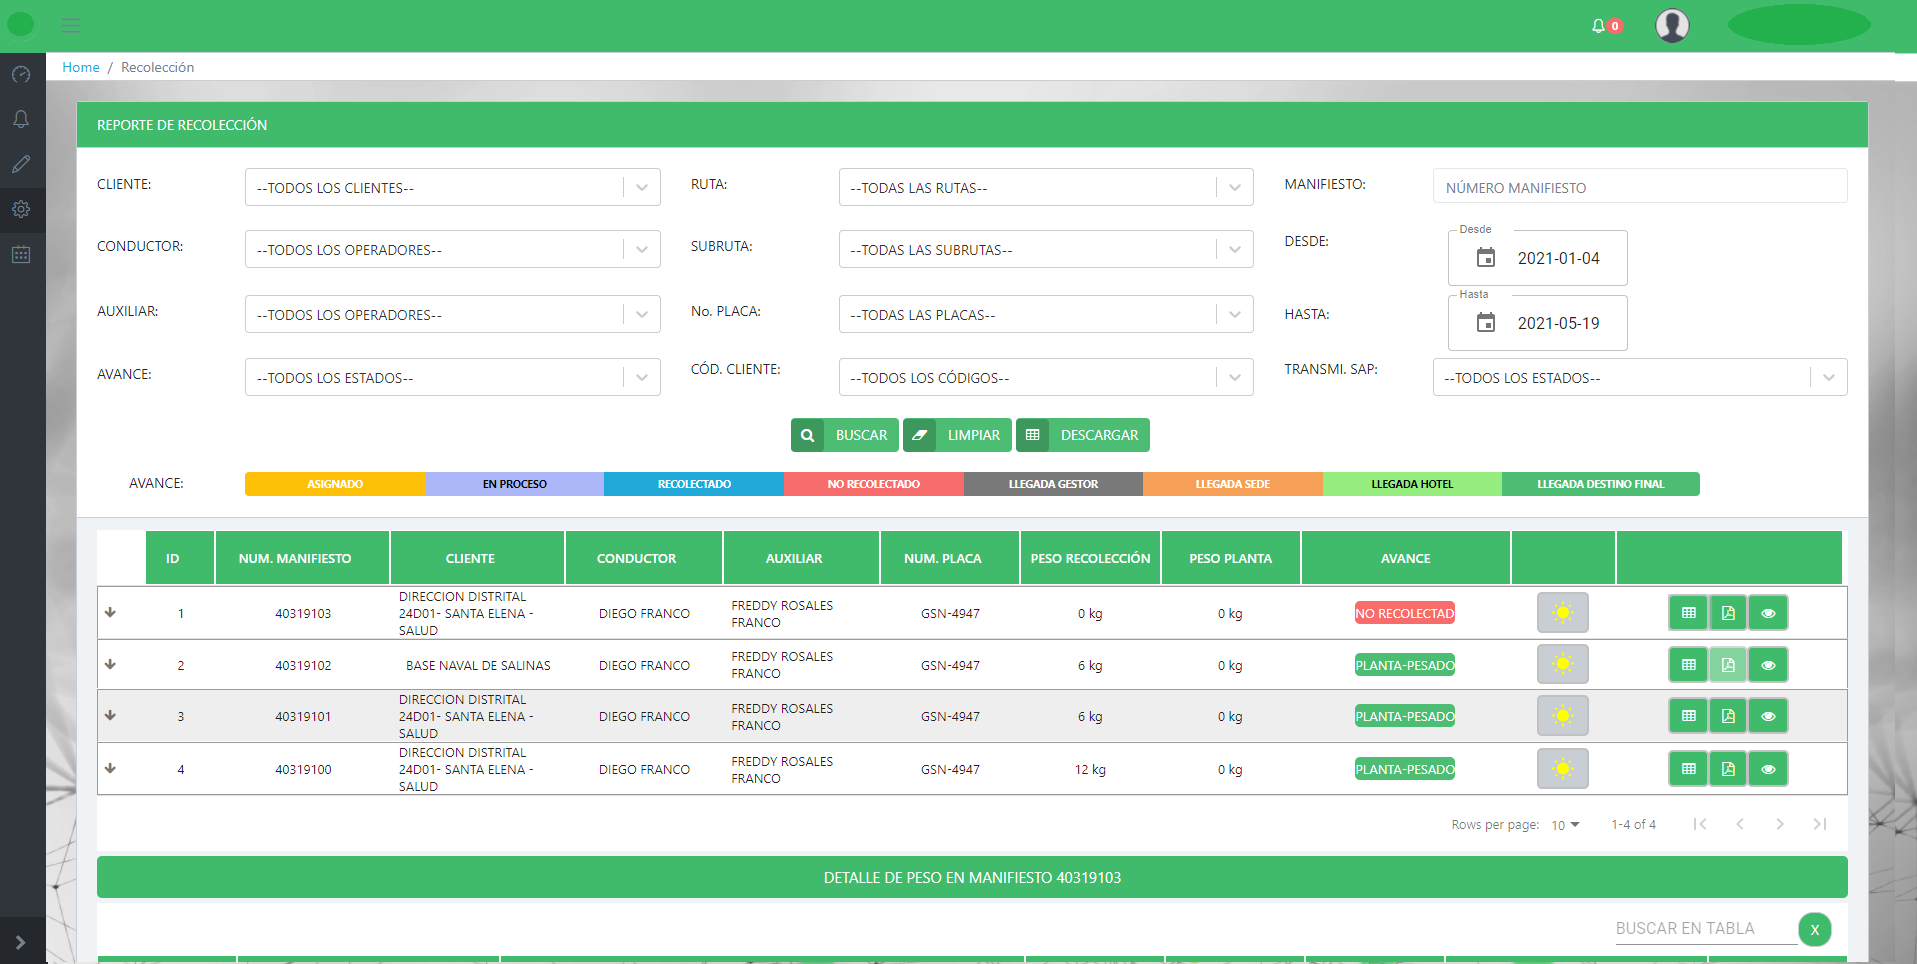 0
Home / Recolección
REPORTE DE RECOLECCIÓN
CLIENTE: --TODOS LOS CLIENTES-- RUTA: --TODAS LAS RUTAS-- MANIFIESTO: NÚMERO MANIFIESTO
CONDUCTOR: --TODOS LOS OPERADORES-- SUBRUTA: --TODAS LAS SUBRUTAS-- DESDE: Desde 2021-01-04
AUXILIAR: --TODOS LOS OPERADORES-- No. PLACA: --TODAS LAS PLACAS-- HASTA: Hasta 2021-05-19
AVANCE: --TODOS LOS ESTADOS-- CÓD. CLIENTE: --TODOS LOS CÓDIGOS-- TRANSMI. SAP: --TODOS LOS ESTADOS--
BUSCAR LIMPIAR DESCARGAR
AVANCE: ASIGNADO EN PROCESO RECOLECTADO NO RECOLECTADO LLEGADA GESTOR LLEGADA SEDE LLEGADA HOTEL LLEGADA DESTINO FINAL
ID NUM. MANIFIESTO CLIENTE CONDUCTOR AUXILIAR NUM. PLACA PESO RECOLECCIÓN PESO PLANTA AVANCE
1 40319103 DIRECCION DISTRITAL 24D01- SANTA ELENA - SALUD DIEGO FRANCO FREDDY ROSALES FRANCO GSN-4947 0 kg 0 kg NO RECOLECTAD
2 40319102 BASE NAVAL DE SALINAS DIEGO FRANCO FREDDY ROSALES FRANCO GSN-4947 6 kg 0 kg PLANTA-PESADO
3 40319101 DIRECCION DISTRITAL 24D01- SANTA ELENA - SALUD DIEGO FRANCO FREDDY ROSALES FRANCO GSN-4947 6 kg 0 kg PLANTA-PESADO
4 40319100 DIRECCION DISTRITAL 24D01- SANTA ELENA - SALUD DIEGO FRANCO FREDDY ROSALES FRANCO GSN-4947 12 kg 0 kg PLANTA-PESADO
Rows per page: 10 1-4 of 4
DETALLE DE PESO EN MANIFIESTO 40319103
BUSCAR EN TABLA X